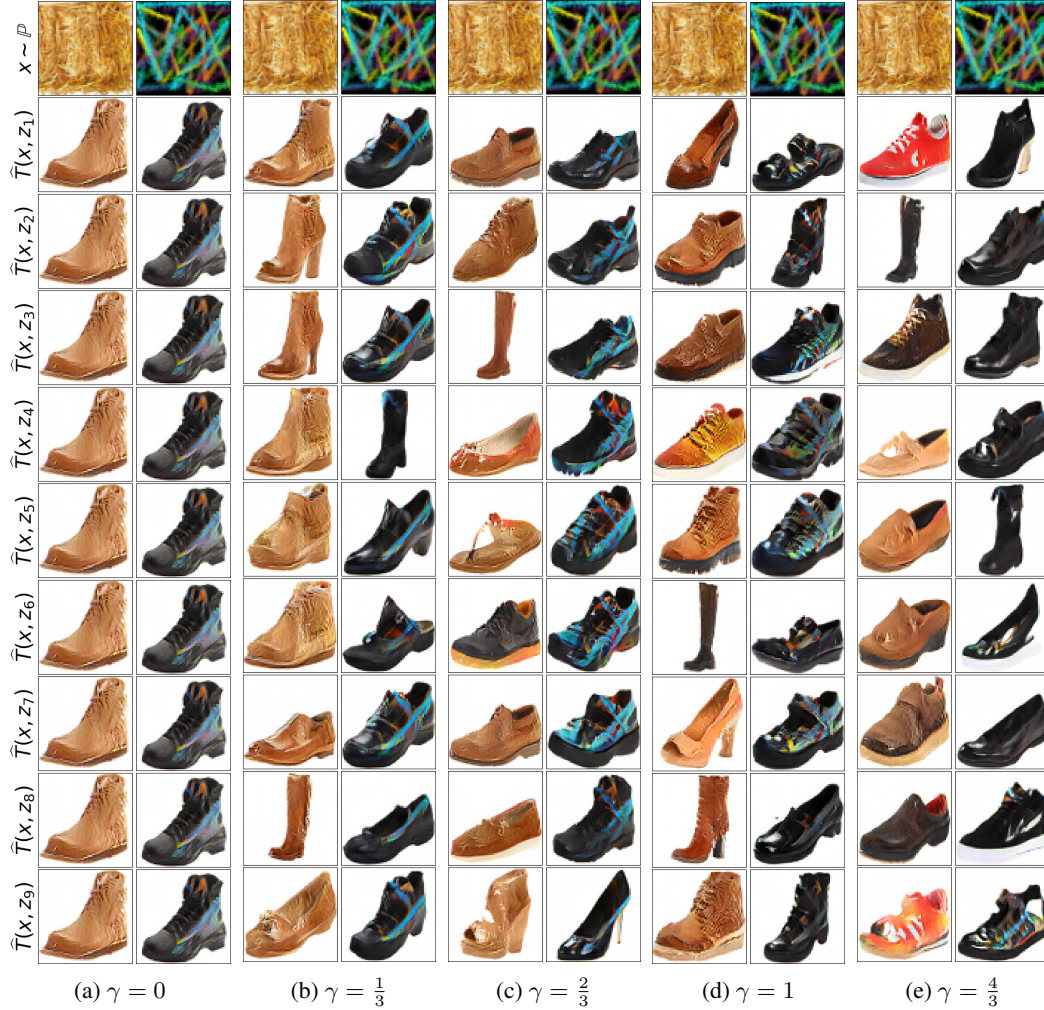 x ~ ℙ
T̂(x, z₁)
T̂(x, z₂)
T̂(x, z₃)
T̂(x, z₄)
T̂(x, z₅)
T̂(x, z₆)
T̂(x, z₇)
T̂(x, z₈)
T̂(x, z₉)
(a) γ = 0 (b) γ = 1/3 (c) γ = 2/3 (d) γ = 1 (e) γ = 4/3